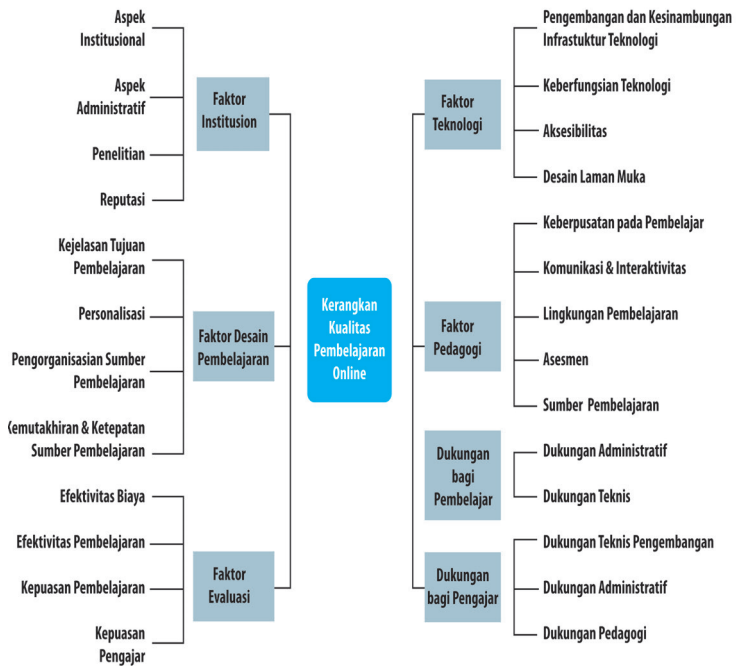 Aspek
Institusional
Aspek
Administratif
Penelitian
Reputasi
Faktor
Institusion
Kejelasan Tujuan
Pembelajaran
Personalisasi
Pengorganisasian Sumber
Pembelajaran
Kemutakhiran & Ketepatan
Sumber Pembelajaran
Faktor Desain
Pembelajaran
Efektivitas Biaya
Efektivitas Pembelajaran
Kepuasan Pembelajaran
Kepuasan
Pengajar
Faktor
Evaluasi
Kerangkan
Kualitas
Pembelajaran
Online
Faktor
Teknologi
Pengembangan dan Kesinambungan
Infrastuktur Teknologi
Keberfungsian Teknologi
Aksesibilitas
Desain Laman Muka
Faktor
Pedagogi
Keberpusatan pada Pembelajar
Komunikasi & Interaktivitas
Lingkungan Pembelajaran
Asesmen
Sumber Pembelajaran
Dukungan
bagi
Pembelajar
Dukungan Administratif
Dukungan Teknis
Dukungan
bagi Pengajar
Dukungan Teknis Pengembangan
Dukungan Administratif
Dukungan Pedagogi